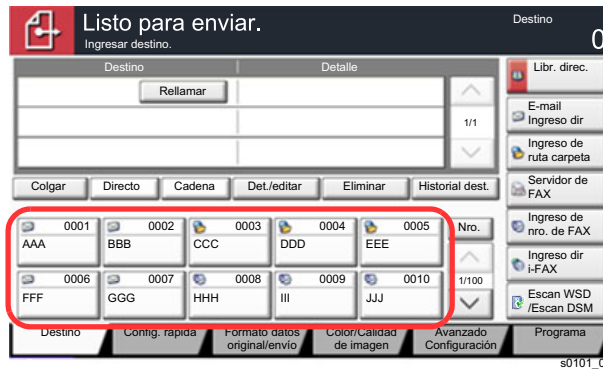 Listo para enviar.
Ingresar destino.
Destino
0
Destino
Detalle
Rellamar
1/1
Libr. direc.
E-mail
Ingreso dir
Ingreso de
ruta carpeta
Servidor de
FAX
Ingreso de
nro. de FAX
Ingreso dir
i-FAX
Escan WSD
/Escan DSM
Colgar
Directo
Cadena
Det./editar
Eliminar
Historial dest.
0001
AAA
0002
BBB
0003
CCC
0004
DDD
0005
EEE
Nro.
0006
FFF
0007
GGG
0008
HHH
0009
III
0010
JJJ
1/100
Destino
Config. rápida
Formato datos
original/envío
Color/Calidad
de imagen
Avanzado
Configuración
Programa
s0101_0